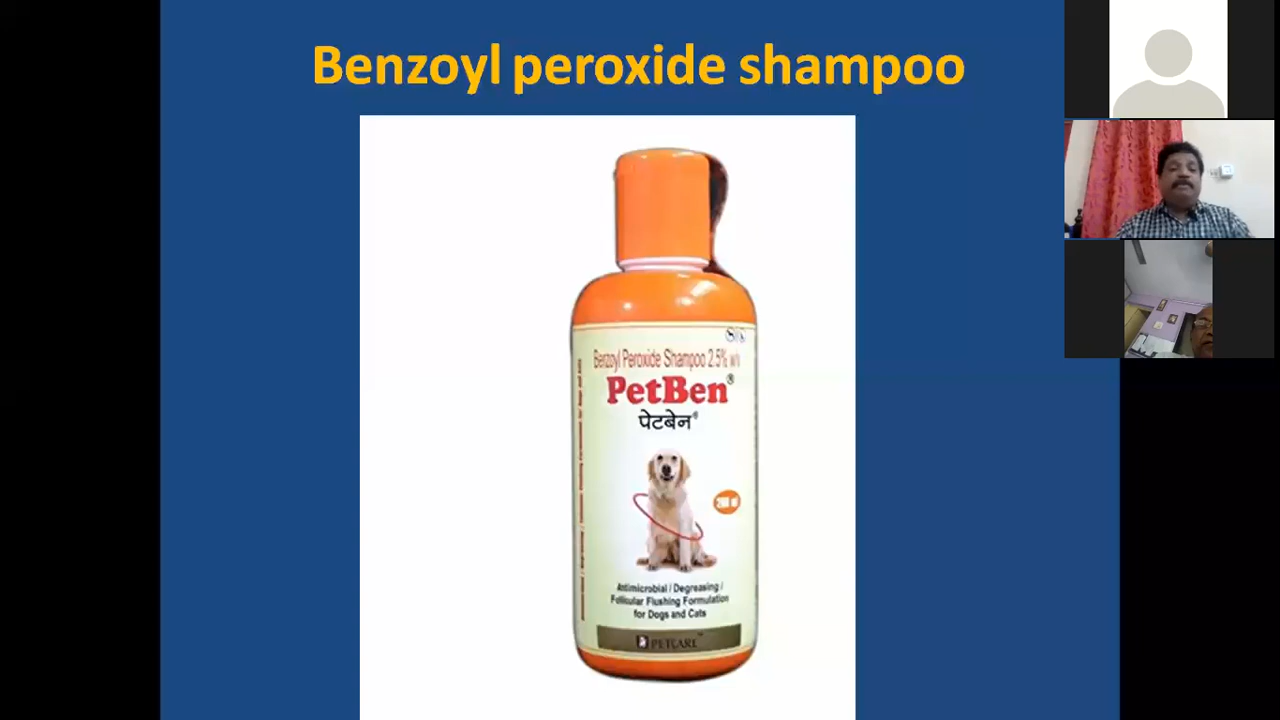 Benzoyl peroxide shampoo
Benzoyl Peroxide Shampoo 2.5% w/v
PetBen®
पेटबेन®
Antimicrobial / Degreasing /
Follicular Flushing Formulation
for Dogs and Cats
PETCARE™